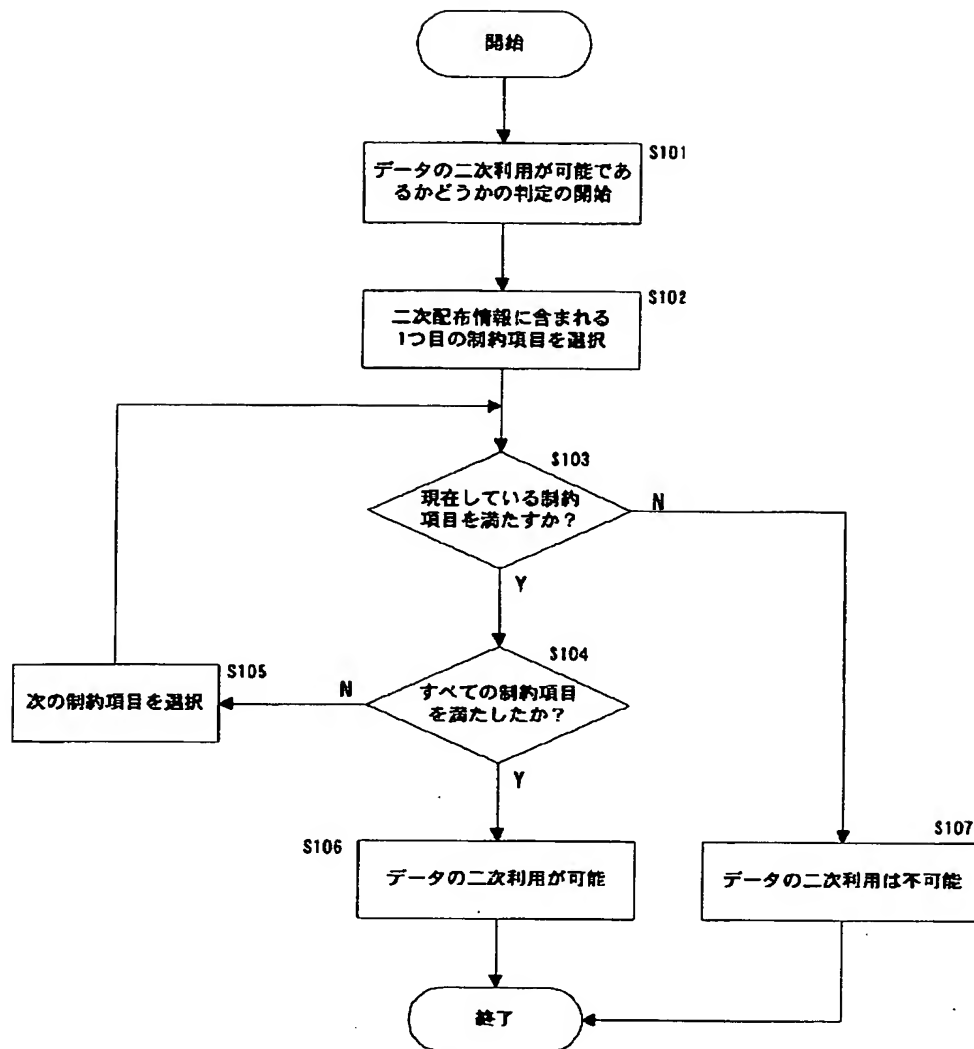 開始
S101
データの二次利用が可能であ
るかどうかの判定の開始
S102
二次配布情報に含まれる
1つ目の制約項目を選択
S103
現在している制約
項目を満たすか？
N
Y
S104
すべての制約項目
を満たしたか？
N
S105
次の制約項目を選択
Y
S106
データの二次利用が可能
S107
データの二次利用は不可能
終了